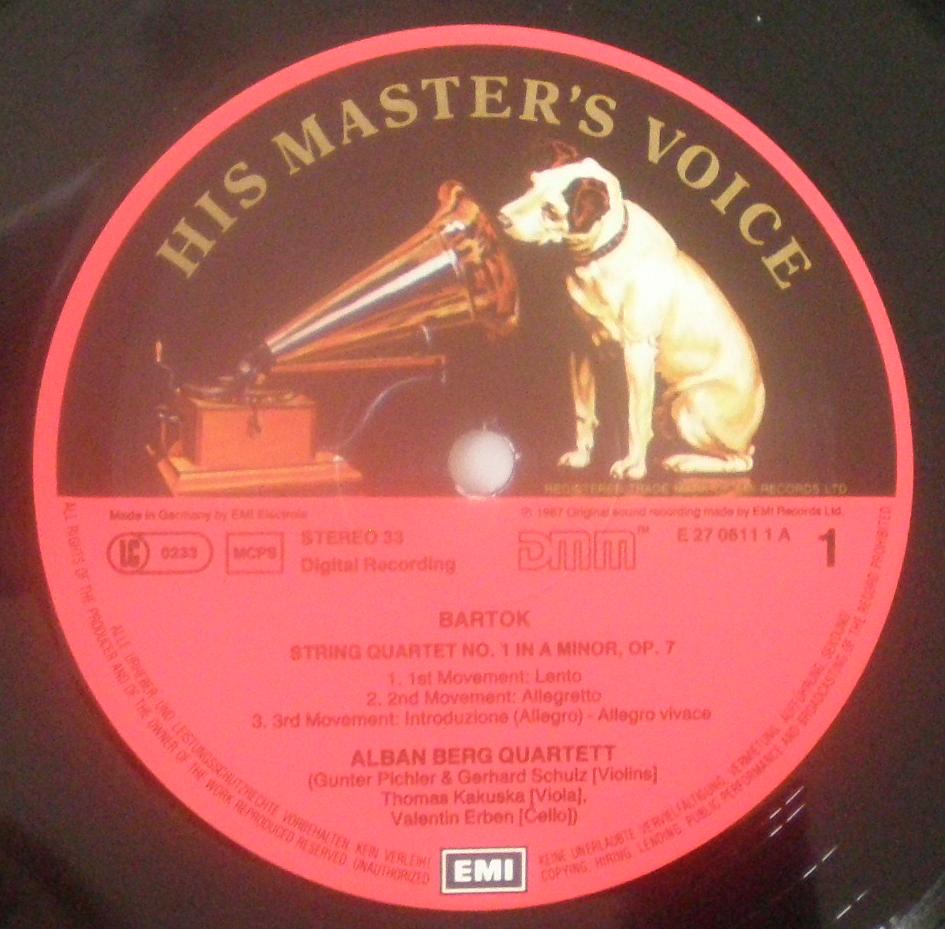 HIS MASTER'S VOICE
REGISTERED TRADE MARK OF EMI RECORDS LTD
Made in Germany by EMI Electrola
℗ 1987 Original sound recording made by EMI Records Ltd.
LC 0233
MCPS
STEREO 33
Digital Recording
DMM™
E 27 0611 1 A
1
BARTOK
STRING QUARTET NO. 1 IN A MINOR, OP. 7
1. 1st Movement: Lento
2. 2nd Movement: Allegretto
3. 3rd Movement: Introduzione (Allegro) - Allegro vivace
ALBAN BERG QUARTETT
(Gunter Pichler & Gerhard Schulz [Violins]
Thomas Kakuska [Viola],
Valentin Erben [Cello])
ALLE URHEBER- UND LEISTUNGSSCHUTZRECHTE VORBEHALTEN. KEIN VERLEIH!
KEINE UNERLAUBTE VERVIELFÄLTIGUNG, VERMIETUNG, AUFFÜHRUNG, SENDUNG
ALL RIGHTS OF THE PRODUCER AND OF THE OWNER OF THE WORK REPRODUCED RESERVED. UNAUTHORIZED
COPYING, HIRING, LENDING, PUBLIC PERFORMANCE AND BROADCASTING OF THE RECORD PROHIBITED
EMI